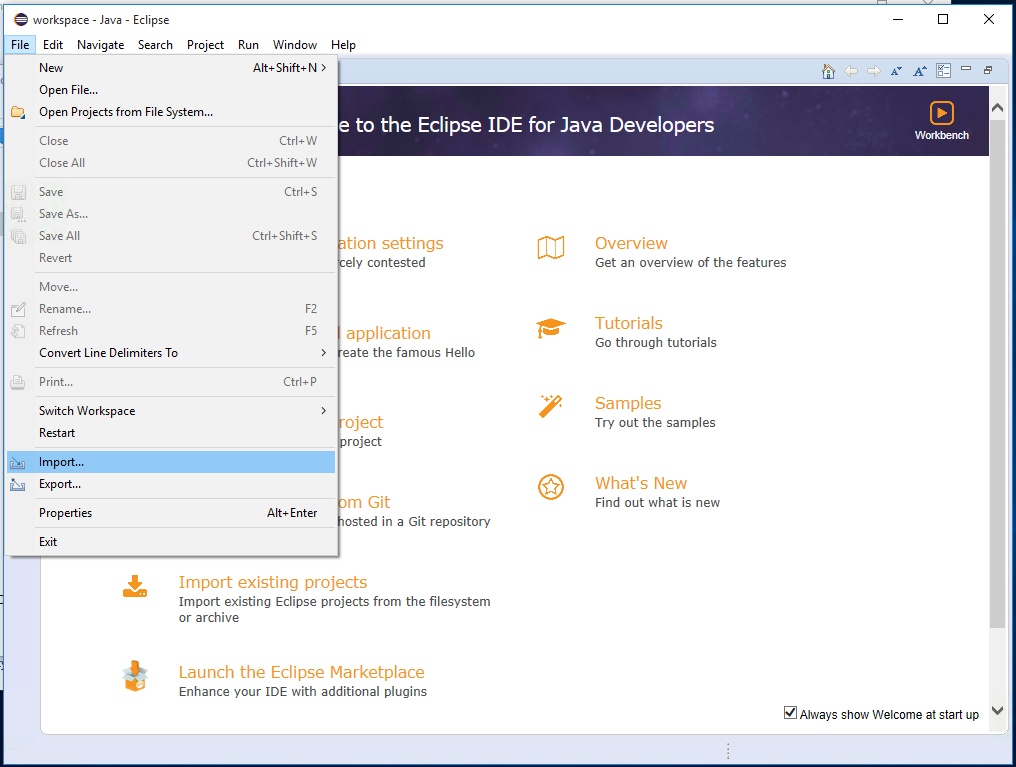 workspace - Java - Eclipse
File Edit Navigate Search Project Run Window Help
New Alt+Shift+N
Open File...
Open Projects from File System...
Close Ctrl+W
Close All Ctrl+Shift+W
Save Ctrl+S
Save As...
Save All Ctrl+Shift+S
Revert
Move...
Rename... F2
Refresh F5
Convert Line Delimiters To
Print... Ctrl+P
Switch Workspace
Restart
Import...
Export...
Properties Alt+Enter
Exit
e to the Eclipse IDE for Java Developers
Workbench
ation settings
rcely contested
application
reate the famous Hello
roject
project
om Git
hosted in a Git repository
Import existing projects
Import existing Eclipse projects from the filesystem
or archive
Launch the Eclipse Marketplace
Enhance your IDE with additional plugins
Overview
Get an overview of the features
Tutorials
Go through tutorials
Samples
Try out the samples
What's New
Find out what is new
Always show Welcome at start up